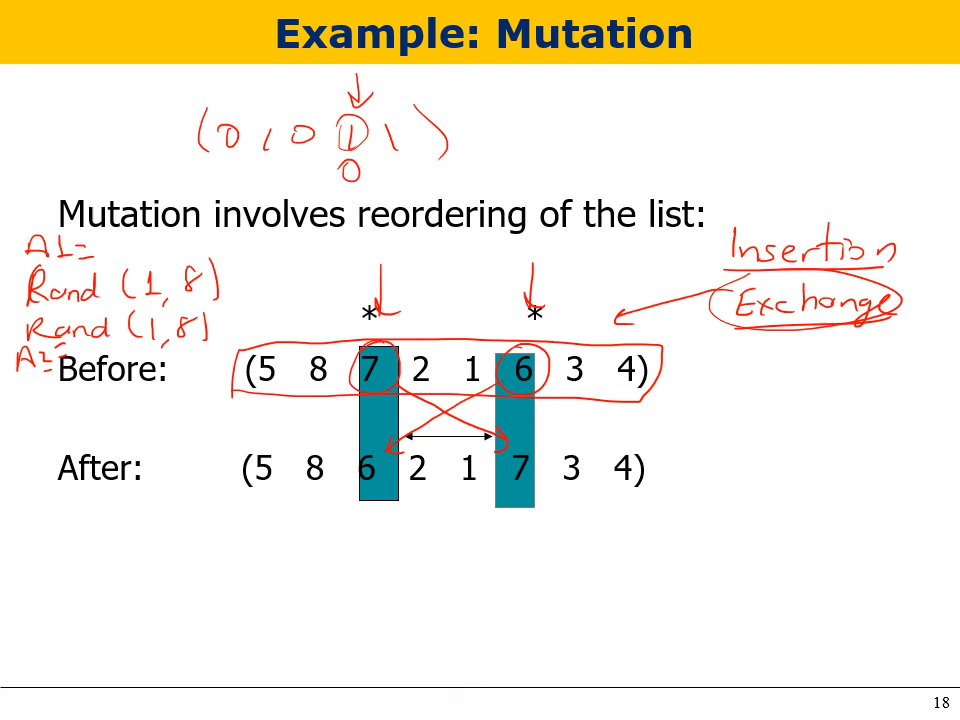 Example: Mutation
(0 1 0 1 1)
0
Mutation involves reordering of the list:
A1=
Rand (1, 8)
Rand (1, 8)
A2=
Insertion
Exchange
* *
Before: (5 8 7 2 1 6 3 4)
After: (5 8 6 2 1 7 3 4)
18